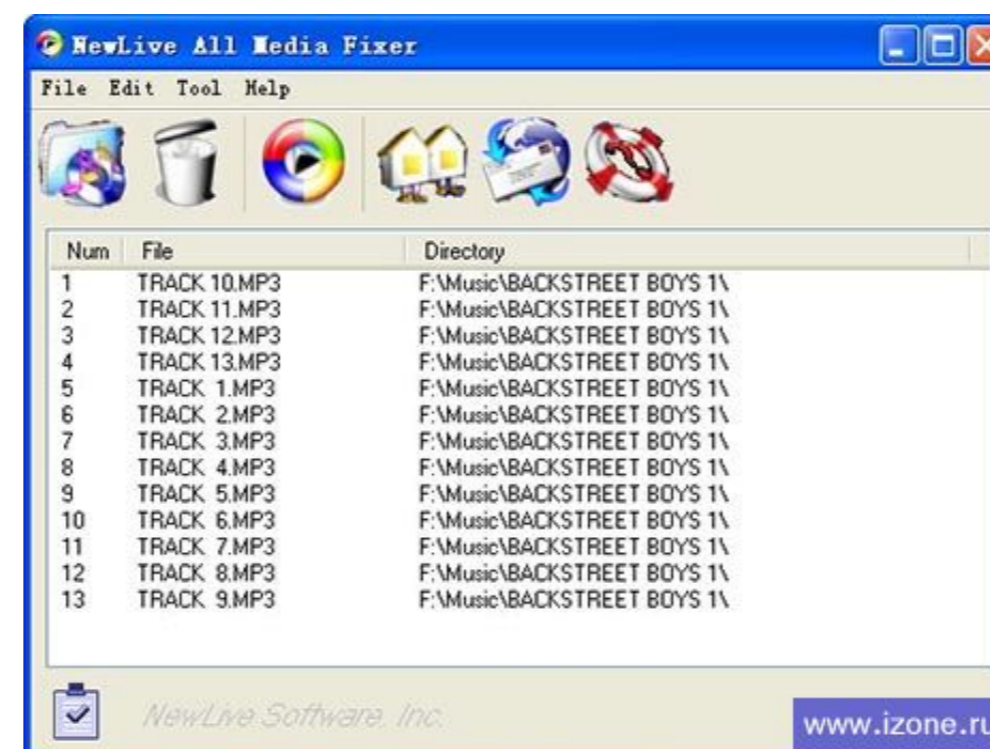 NewLive All Media Fixer
File Edit Tool Help
Num File Directory
1 TRACK 10.MP3 F:\Music\BACKSTREET BOYS 1\
2 TRACK 11.MP3 F:\Music\BACKSTREET BOYS 1\
3 TRACK 12.MP3 F:\Music\BACKSTREET BOYS 1\
4 TRACK 13.MP3 F:\Music\BACKSTREET BOYS 1\
5 TRACK 1.MP3 F:\Music\BACKSTREET BOYS 1\
6 TRACK 2.MP3 F:\Music\BACKSTREET BOYS 1\
7 TRACK 3.MP3 F:\Music\BACKSTREET BOYS 1\
8 TRACK 4.MP3 F:\Music\BACKSTREET BOYS 1\
9 TRACK 5.MP3 F:\Music\BACKSTREET BOYS 1\
10 TRACK 6.MP3 F:\Music\BACKSTREET BOYS 1\
11 TRACK 7.MP3 F:\Music\BACKSTREET BOYS 1\
12 TRACK 8.MP3 F:\Music\BACKSTREET BOYS 1\
13 TRACK 9.MP3 F:\Music\BACKSTREET BOYS 1\
NewLive Software, Inc.
www.izone.ru